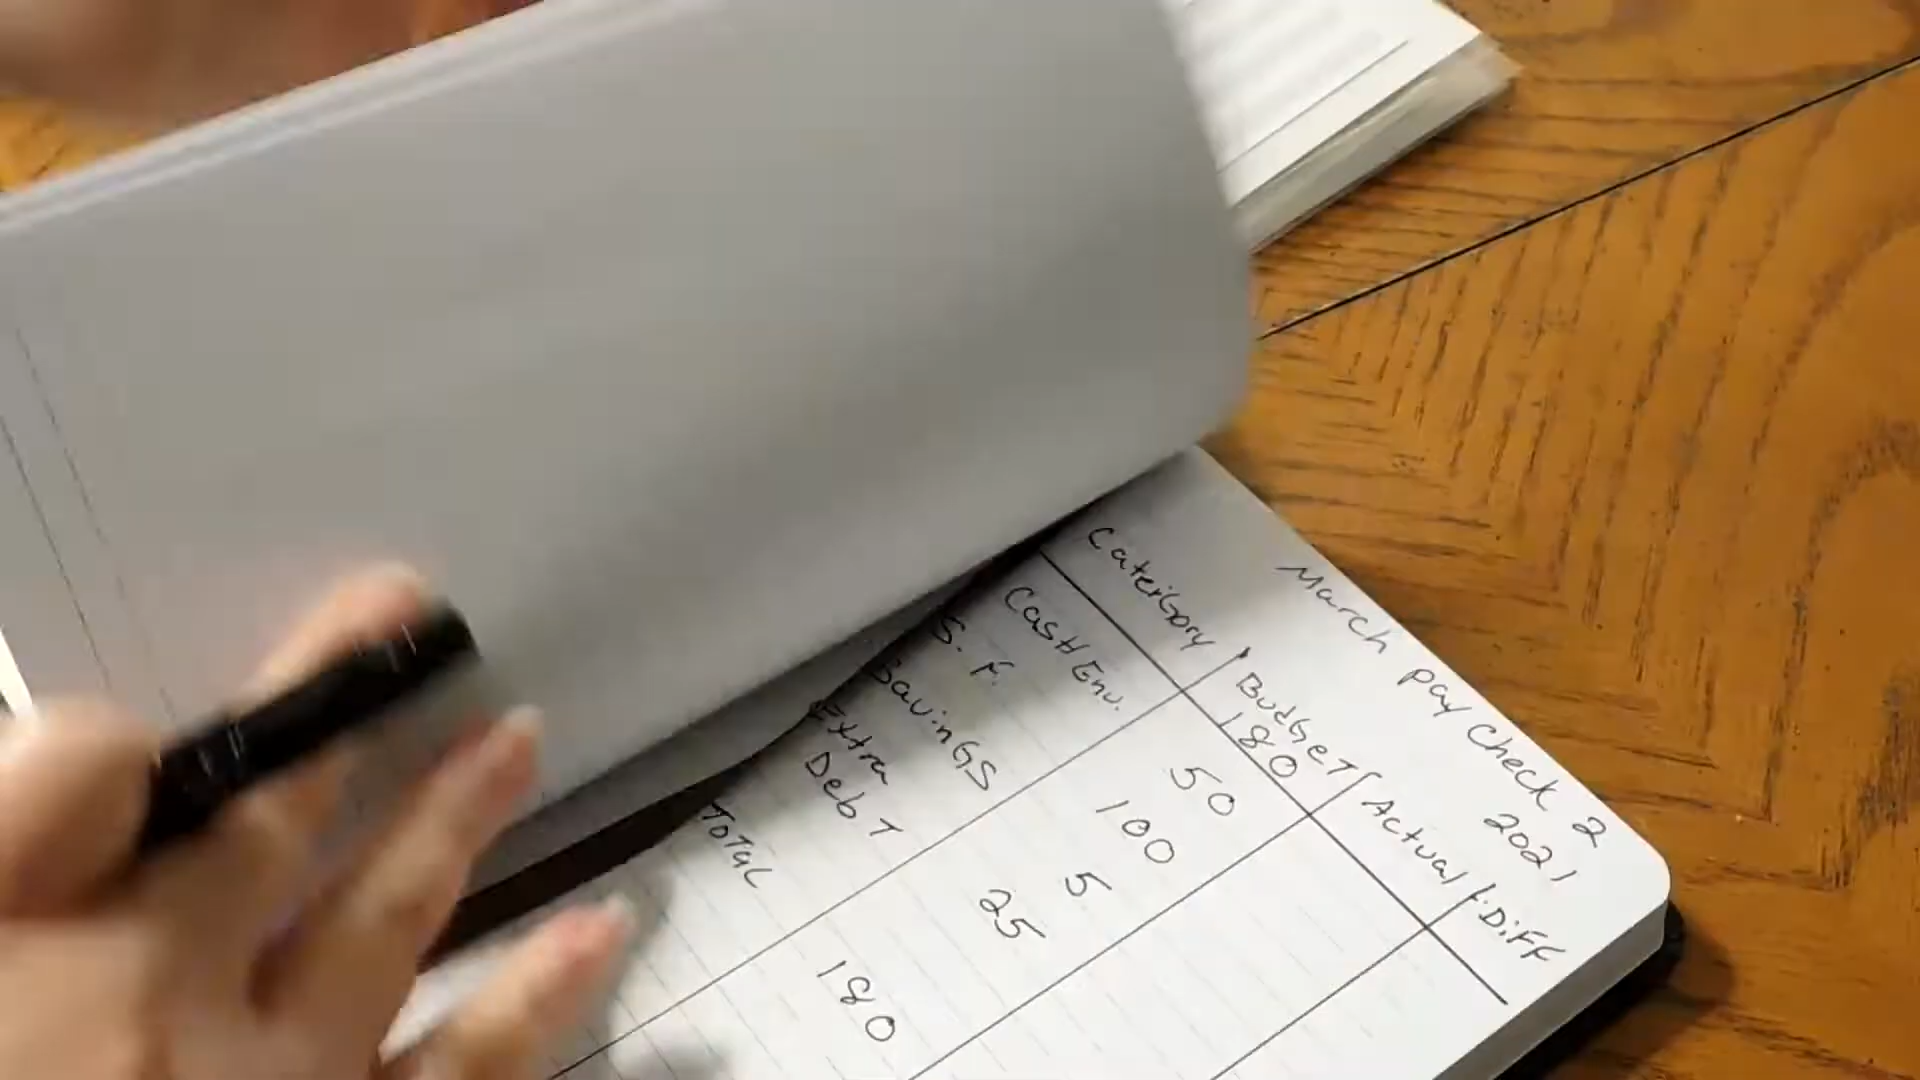 March pay check 2
2021
Caterigory | Budget | Actual | Diff
180
Cash Env. 50
S. F. 100
Savings 5
Extra 25
Debt
Total 180